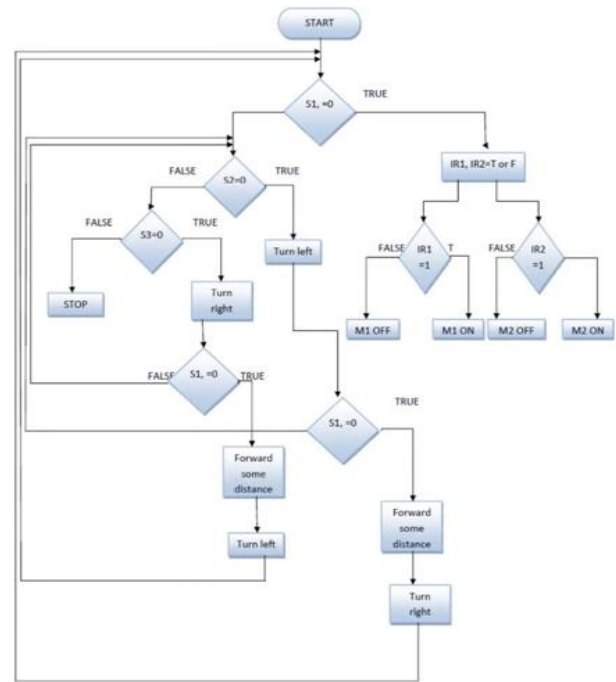 START
S1, =0
TRUE
FALSE
S2=0
TRUE
IR1, IR2=T or F
FALSE
S3=0
TRUE
Turn left
FALSE
IR1
=1
T
FALSE
IR2
=1
STOP
Turn
right
M1 OFF
M1 ON
M2 OFF
M2 ON
FALSE
S1, =0
TRUE
S1, =0
TRUE
Forward
some
distance
Turn left
Forward
some
distance
Turn
right